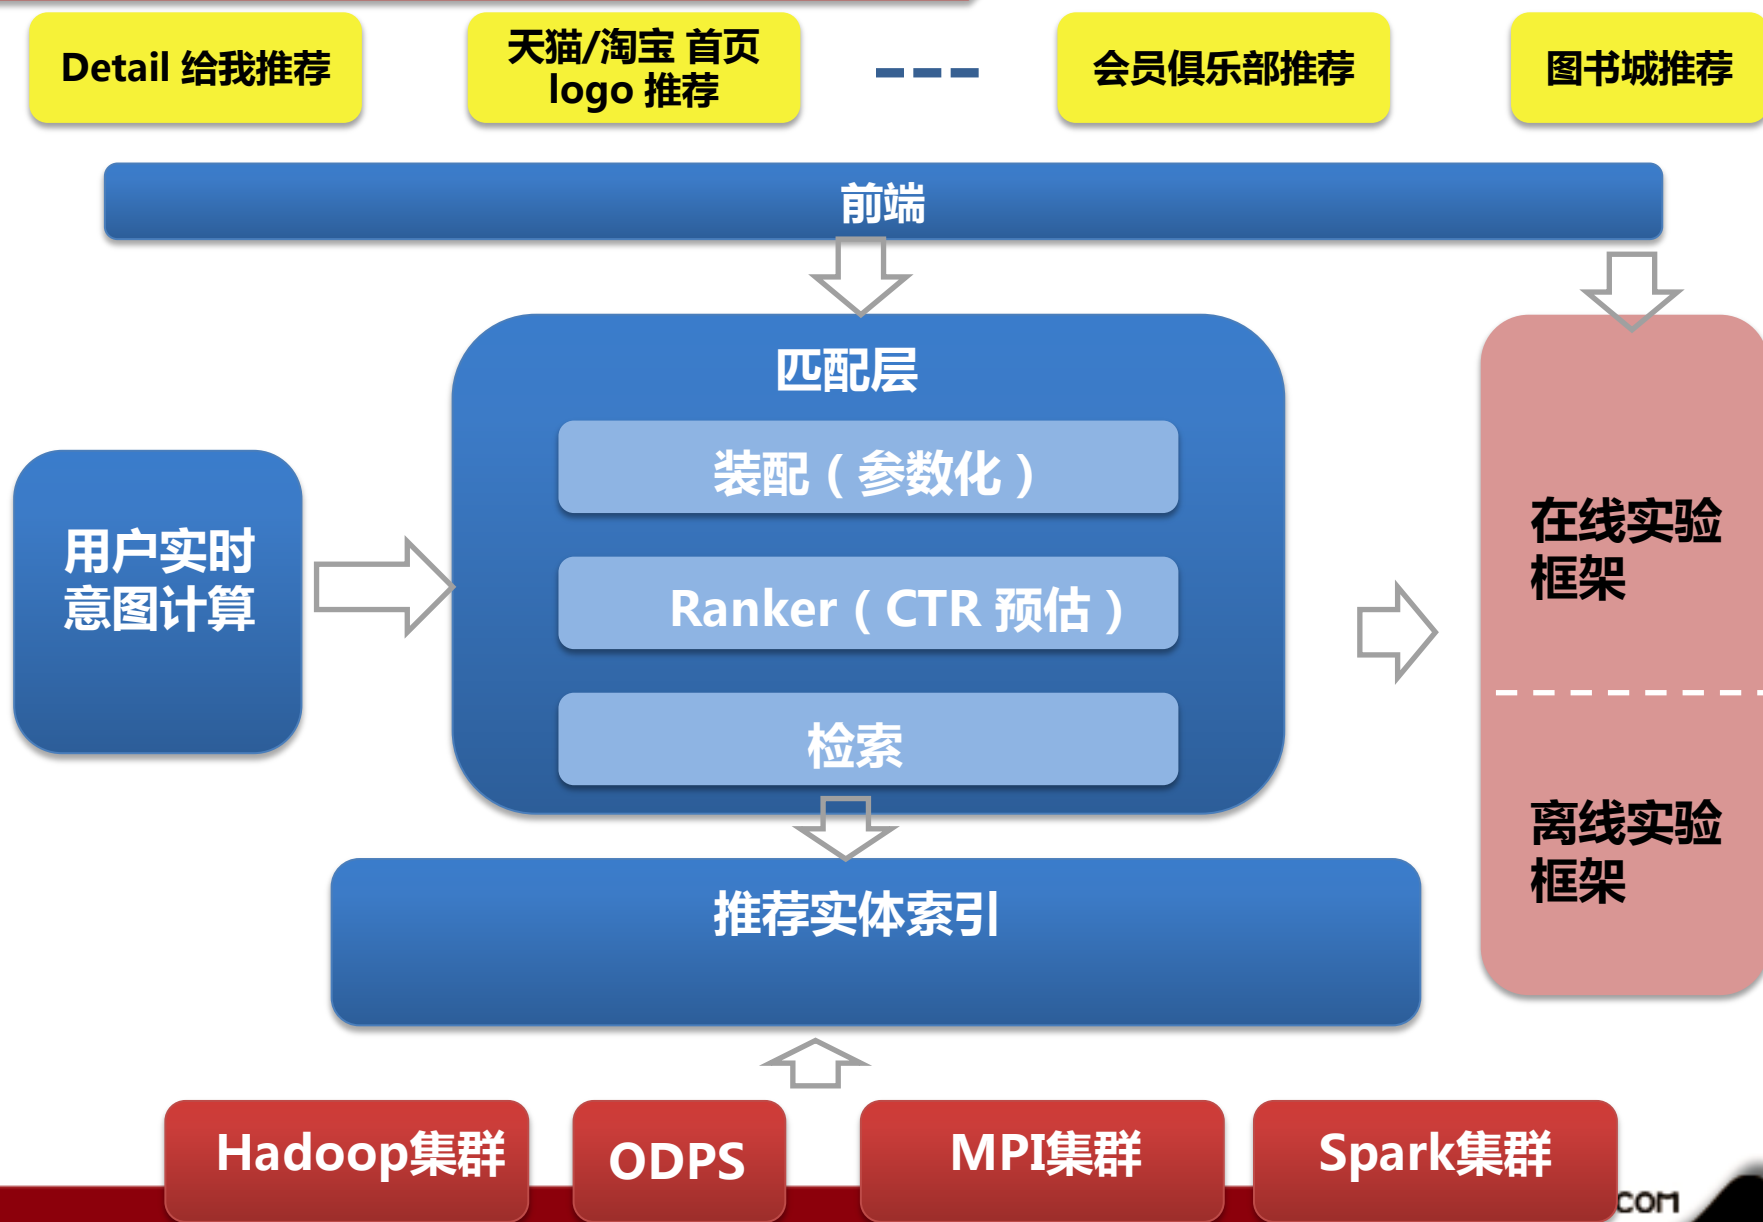 Detail 给我推荐
天猫/淘宝 首页
logo 推荐
会员俱乐部推荐
图书城推荐
前端
匹配层
装配（参数化）
Ranker（CTR 预估）
检索
用户实时
意图计算
在线实验
框架
离线实验
框架
推荐实体索引
Hadoop集群
ODPS
MPI集群
Spark集群
COM